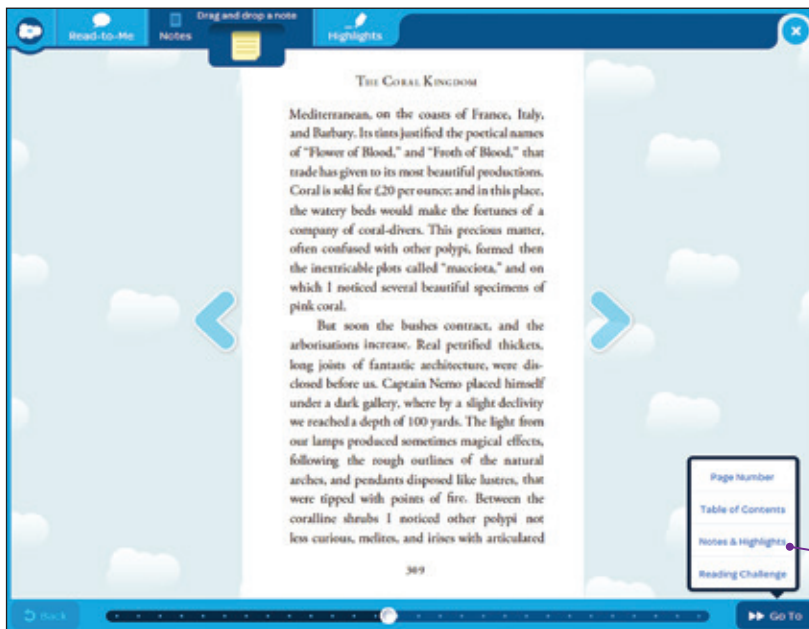 Drag and drop a note
Read-to-Me
Notes
Highlights
THE CORAL KINGDOM
Mediterranean, on the coasts of France, Italy,
and Barbary. Its tints justified the poetical names
of "Flower of Blood," and "Froth of Blood," that
trade has given to its most beautiful productions.
Coral is sold for £20 per ounce; and in this place,
the watery beds would make the fortunes of a
company of coral-divers. This precious matter,
often confused with other polypi, formed then
the inextricable plots called "macciota," and on
which I noticed several beautiful specimens of
pink coral.
But soon the bushes contract, and the
arborisations increase. Real petrified thickets,
long joists of fantastic architecture, were dis-
closed before us. Captain Nemo placed himself
under a dark gallery, where by a slight declivity
we reached a depth of 100 yards. The light from
our lamps produced sometimes magical effects,
following the rough outlines of the natural
arches, and pendants disposed like lustres, that
were tipped with points of fire. Between the
coralline shrubs I noticed other polypi not
less curious, melites, and irises with articulated
309
Page Number
Table of Contents
Notes & Highlights
Reading Challenge
Back
Go To